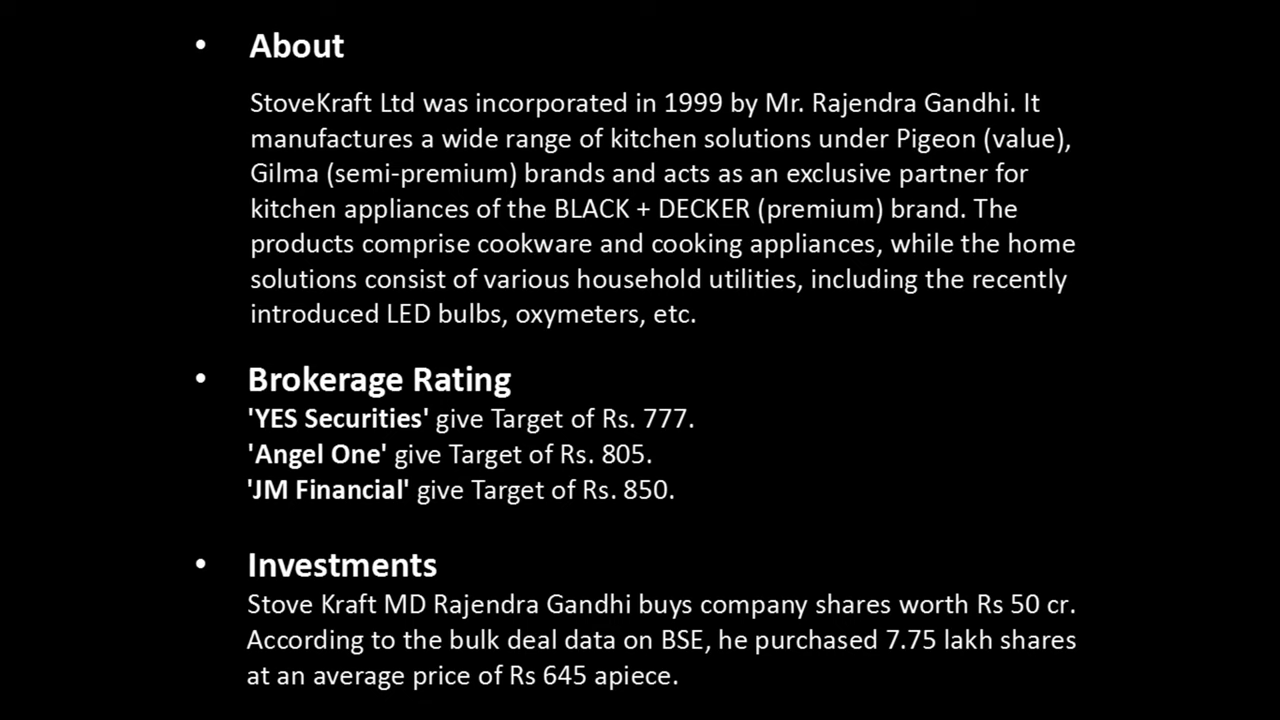 • About
StoveKraft Ltd was incorporated in 1999 by Mr. Rajendra Gandhi. It
manufactures a wide range of kitchen solutions under Pigeon (value),
Gilma (semi-premium) brands and acts as an exclusive partner for
kitchen appliances of the BLACK + DECKER (premium) brand. The
products comprise cookware and cooking appliances, while the home
solutions consist of various household utilities, including the recently
introduced LED bulbs, oxymeters, etc.
• Brokerage Rating
'YES Securities' give Target of Rs. 777.
'Angel One' give Target of Rs. 805.
'JM Financial' give Target of Rs. 850.
• Investments
Stove Kraft MD Rajendra Gandhi buys company shares worth Rs 50 cr.
According to the bulk deal data on BSE, he purchased 7.75 lakh shares
at an average price of Rs 645 apiece.